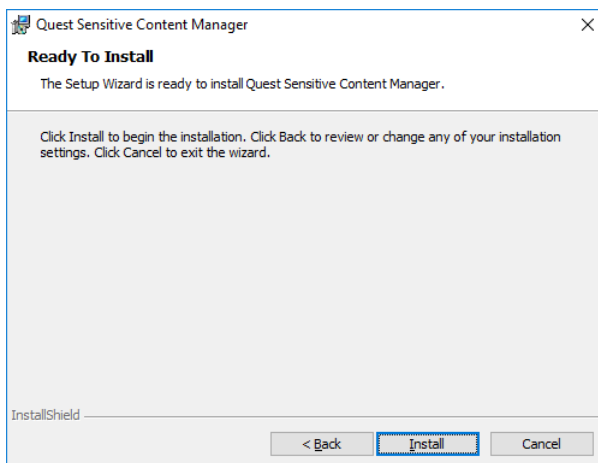 Quest Sensitive Content Manager
Ready To Install
The Setup Wizard is ready to install Quest Sensitive Content Manager.
Click Install to begin the installation. Click Back to review or change any of your installation
settings. Click Cancel to exit the wizard.
InstallShield
< Back Install Cancel